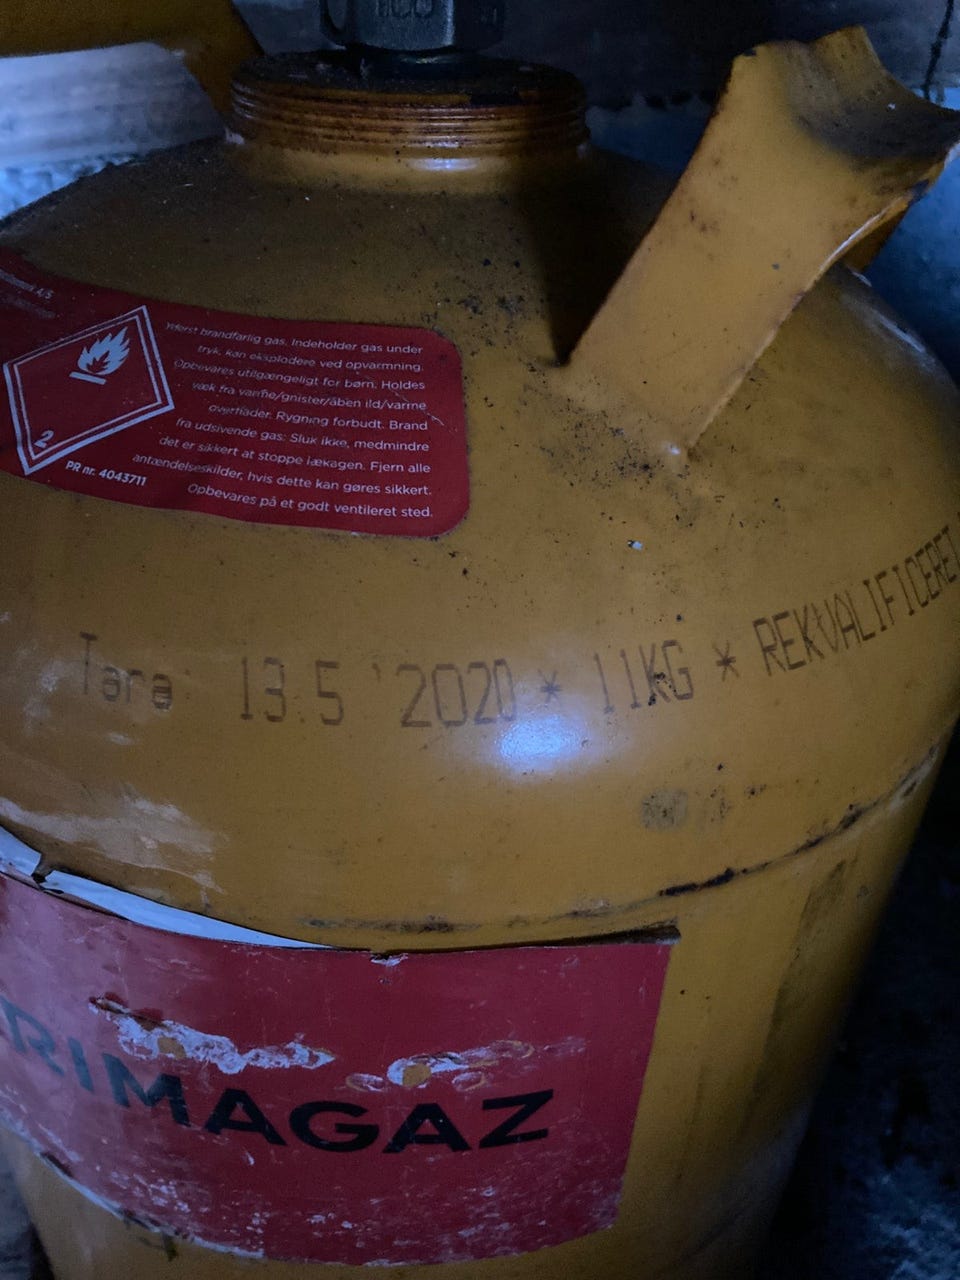 Yderst brandfarlig gas. Indeholder gas under
tryk, kan eksplodere ved opvarmning.
Opbevares utilgængeligt for børn. Holdes
væk fra varme/gnister/åben ild/varme
overflader. Rygning forbudt. Brand
fra udsivende gas: Sluk ikke, medmindre
det er sikkert at stoppe lækagen. Fjern alle
antændelseskilder, hvis dette kan gøres sikkert.
Opbevares på et godt ventileret sted.
2
PR nr. 4043711
Tara 13.5 '2020 * 11KG * REKVALIFICERET
RIMAGAZ